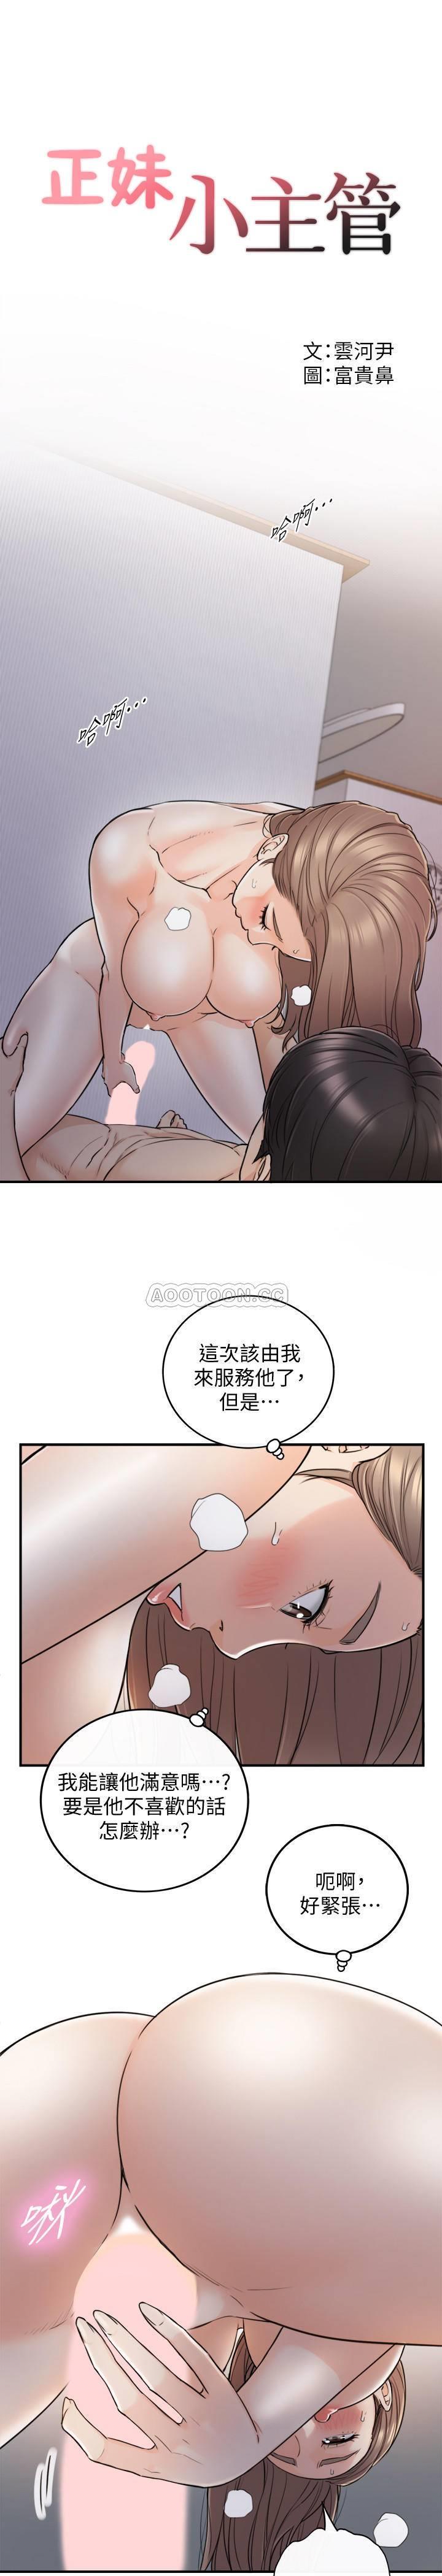 正妹
小主管
文：雲河尹
圖：富貴鼻
哈啊…
哈啊…
AOOTOON.CC
這次該由我
來服務他了，
但是…
我能讓他滿意嗎…?
要是他不喜歡的話
怎麼辦…?
呃啊，
好緊張…
啾